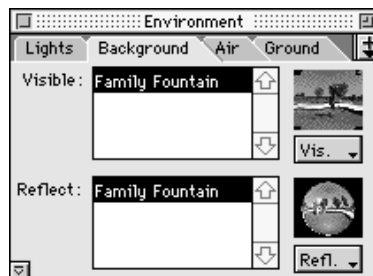 Environment
Lights Background Air Ground
Visible: Family Fountain
Vis.
Reflect: Family Fountain
Refl.